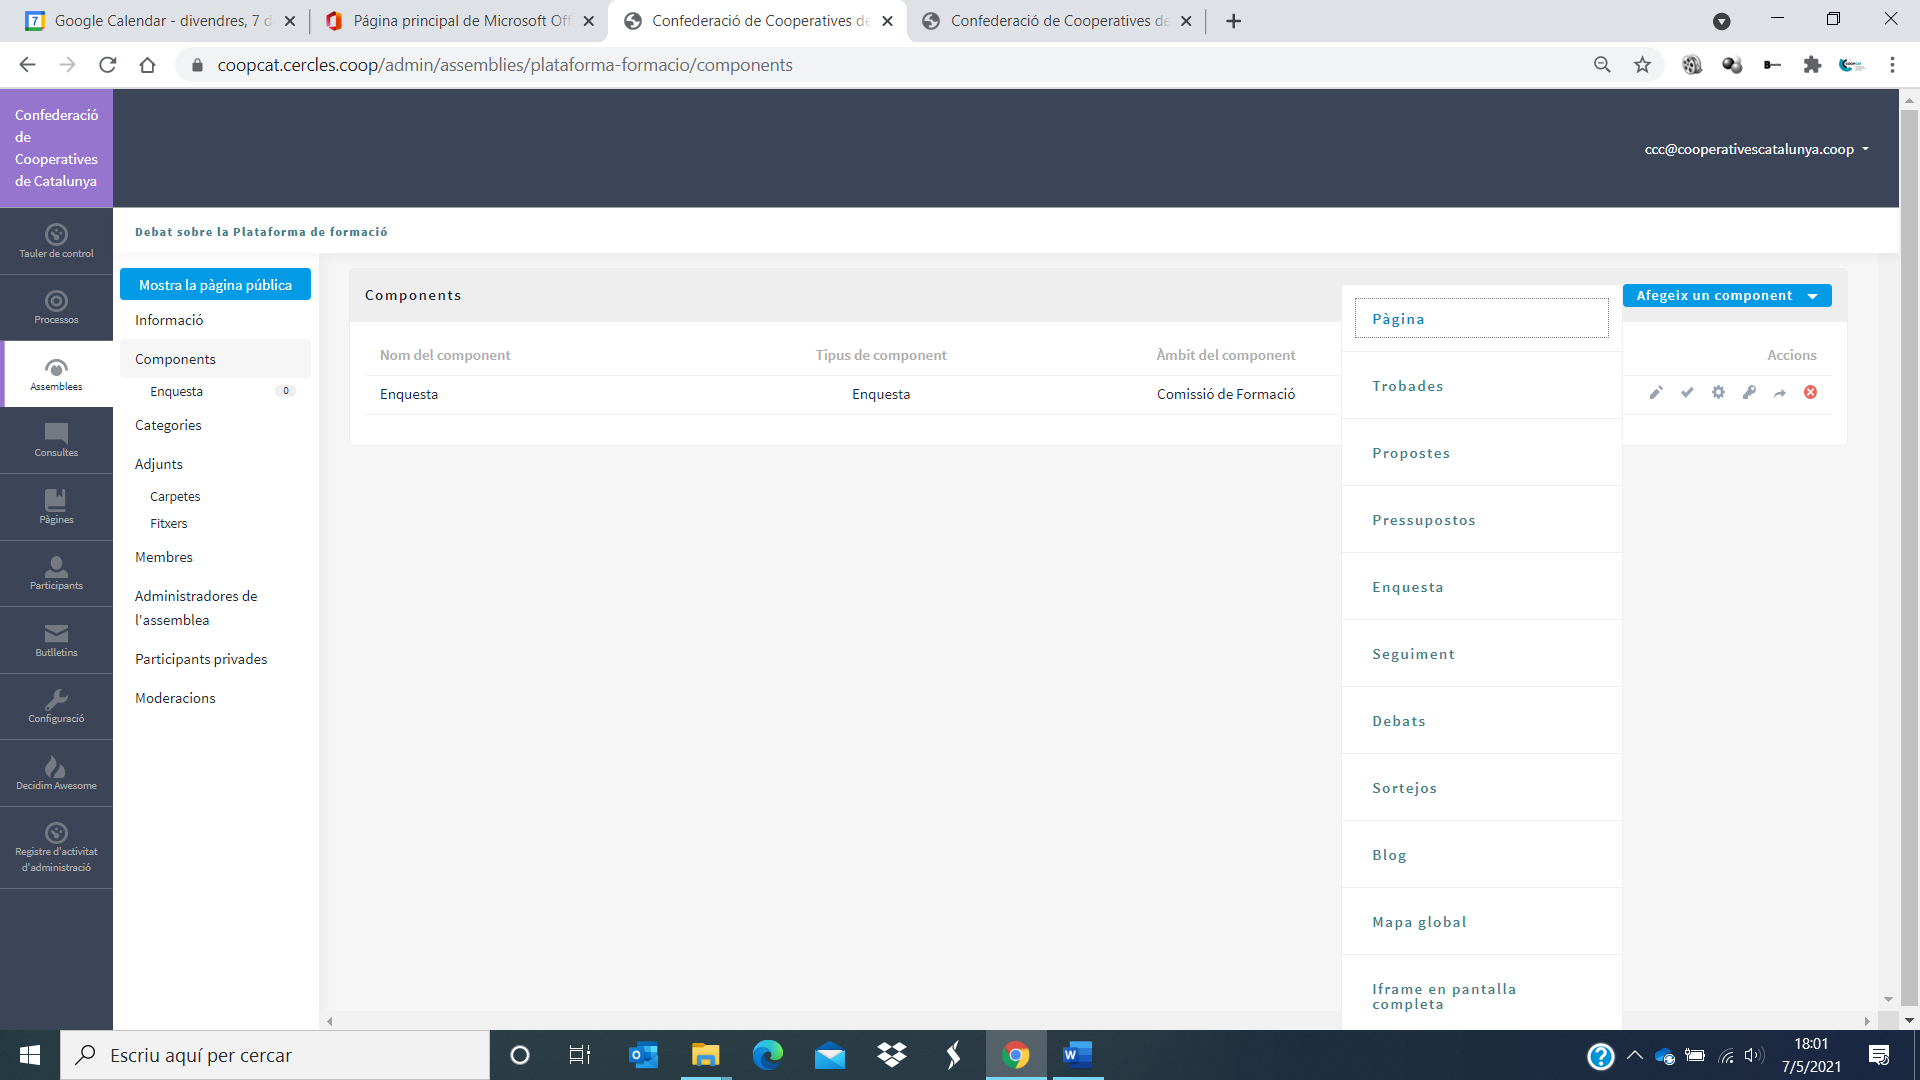 Google Calendar - divendres, 7 d
Página principal de Microsoft Off
Confederació de Cooperatives de
Confederació de Cooperatives de
coopcat.cercles.coop/admin/assemblies/plataforma-formacio/components
Confederació
de
Cooperatives
de Catalunya
ccc@cooperativescatalunya.coop
Tauler de control
Processos
Assemblees
Consultes
Pàgines
Participants
Butlletins
Configuració
Decidim Awesome
Registre d'activitat
d'administració
Debat sobre la Plataforma de formació
Mostra la pàgina pública
Informació
Components
Enquesta 0
Categories
Adjunts
Carpetes
Fitxers
Membres
Administradores de
l'assemblea
Participants privades
Moderacions
Components
Afegeix un component
Nom del component Tipus de component Àmbit del component Accions
Enquesta Enquesta Comissió de Formació
Pàgina
Trobades
Propostes
Pressupostos
Enquesta
Seguiment
Debats
Sortejos
Blog
Mapa global
Iframe en pantalla
completa
Escriu aquí per cercar
18:01
7/5/2021